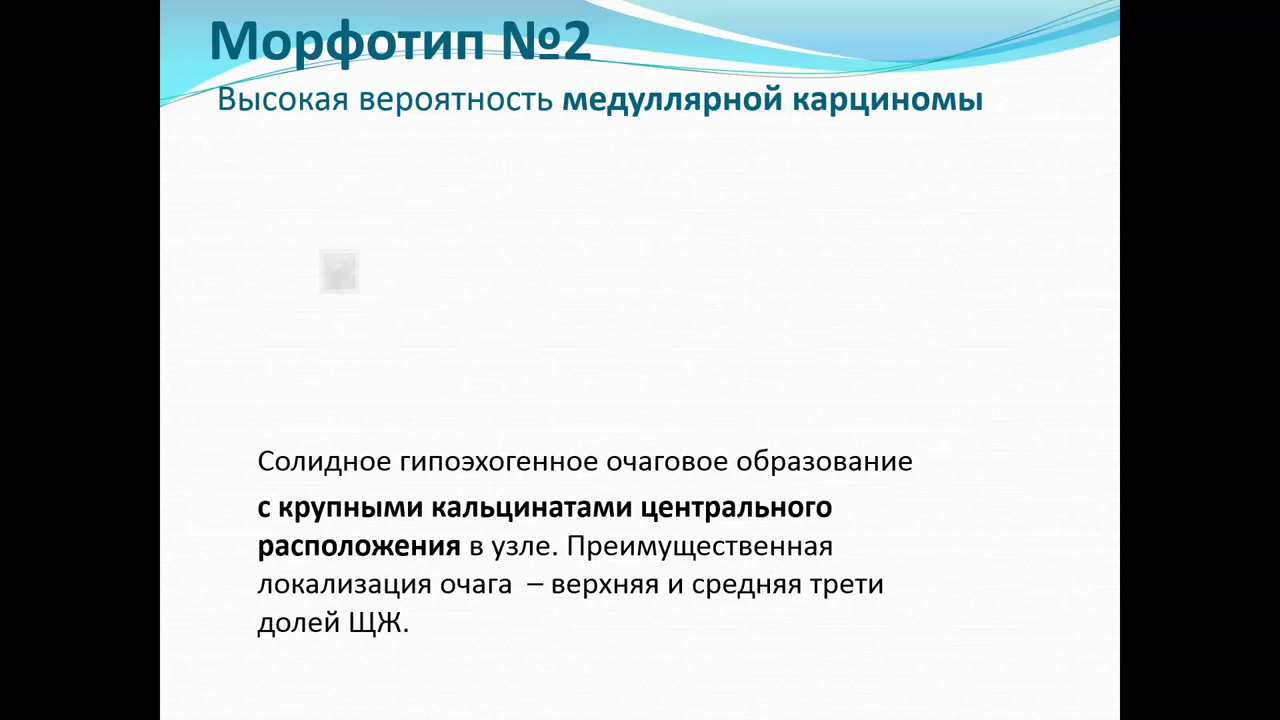 Морфотип №2
Высокая вероятность медуллярной карциномы
Солидное гипоэхогенное очаговое образование
с крупными кальцинатами центрального
расположения в узле. Преимущественная
локализация очага – верхняя и средняя трети
долей ЩЖ.